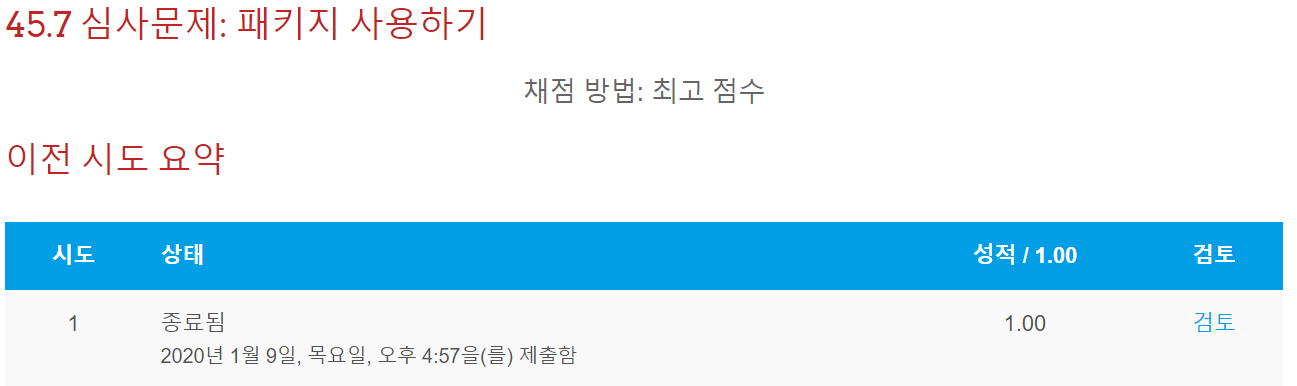 45.7 심사문제: 패키지 사용하기
채점 방법: 최고 점수
이전 시도 요약
시도 상태 성적 / 1.00 검토
1 종료됨 1.00 검토
2020년 1월 9일, 목요일, 오후 4:57을(를) 제출함